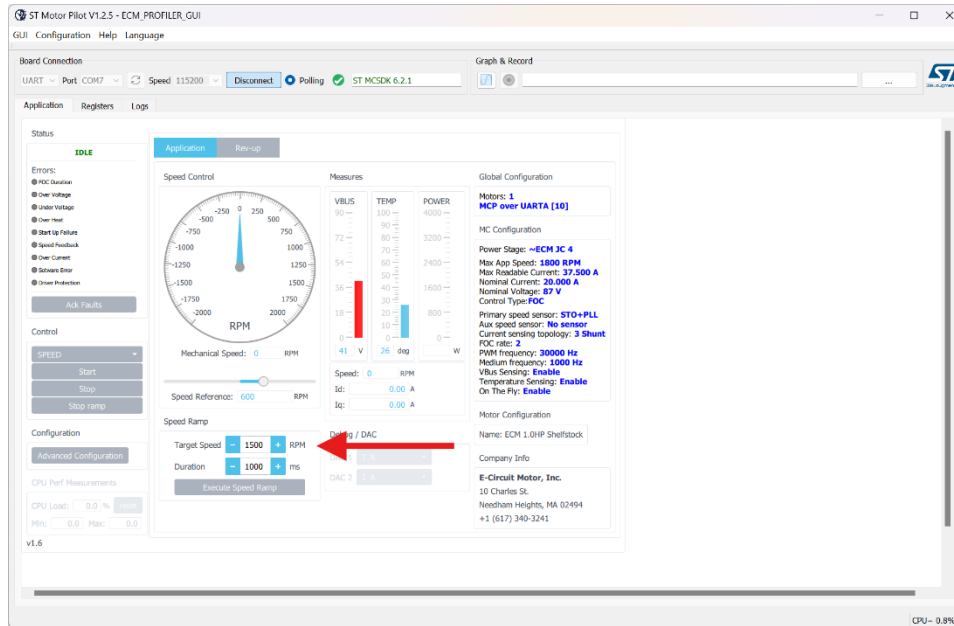 ST Motor Pilot V1.2.5 - ECM_PROFILER_GUI
GUI Configuration Help Language
Board Connection
UART Port COM7 Speed 115200 Disconnect Polling ST MCSDK 6.2.1
Graph & Record
...
Application Registers Logs
Status
IDLE
Errors:
FOC Duration
Over Voltage
Under Voltage
Over Heat
Start Up Failure
Speed Feedback
Over Current
Sotware Error
Driver Protection
Ack Faults
Control
SPEED
Start
Stop
Stop ramp
Configuration
Advanced Configuration
CPU Perf Measurements
CPU Load: 0.0 % reset
Min: 0.0 Max: 0.0
v1.6
Application Rev-up
Speed Control
-2000 -1750 -1500 -1250 -1000 -750 -500 -250 0 250 500 750 1000 1250 1500 1750 2000
RPM
Mechanical Speed: 0 RPM
Speed Reference: 600 RPM
Speed Ramp
Target Speed - 1500 + RPM
Duration - 1000 + ms
Execute Speed Ramp
Measures
VBUS TEMP POWER
90 72 54 36 18 0
100 90 80 70 60 50 40 30 20 10 0
4000 3200 2400 1600 800 0
41 V 26 deg W
Speed: 0 RPM
Id: 0.00 A
Iq: 0.00 A
/ DAC
DAC 2 I_A
Global Configuration
Motors: 1
MCP over UARTA [10]
MC Configuration
Power Stage: ~ECM JC 4
Max App Speed: 1800 RPM
Max Readable Current: 37.500 A
Nominal Current: 20.000 A
Nominal Voltage: 87 V
Control Type:FOC
Primary speed sensor: STO+PLL
Aux speed sensor: No sensor
Current sensing topology: 3 Shunt
FOC rate: 2
PWM frequency: 30000 Hz
Medium frequency: 1000 Hz
VBus Sensing: Enable
Temperature Sensing: Enable
On The Fly: Enable
Motor Configuration
Name: ECM 1.0HP Shelfstock
Company Info
E-Circuit Motor, Inc.
10 Charles St.
Needham Heights, MA 02494
+1 (617) 340-3241
CPU~ 0.8%